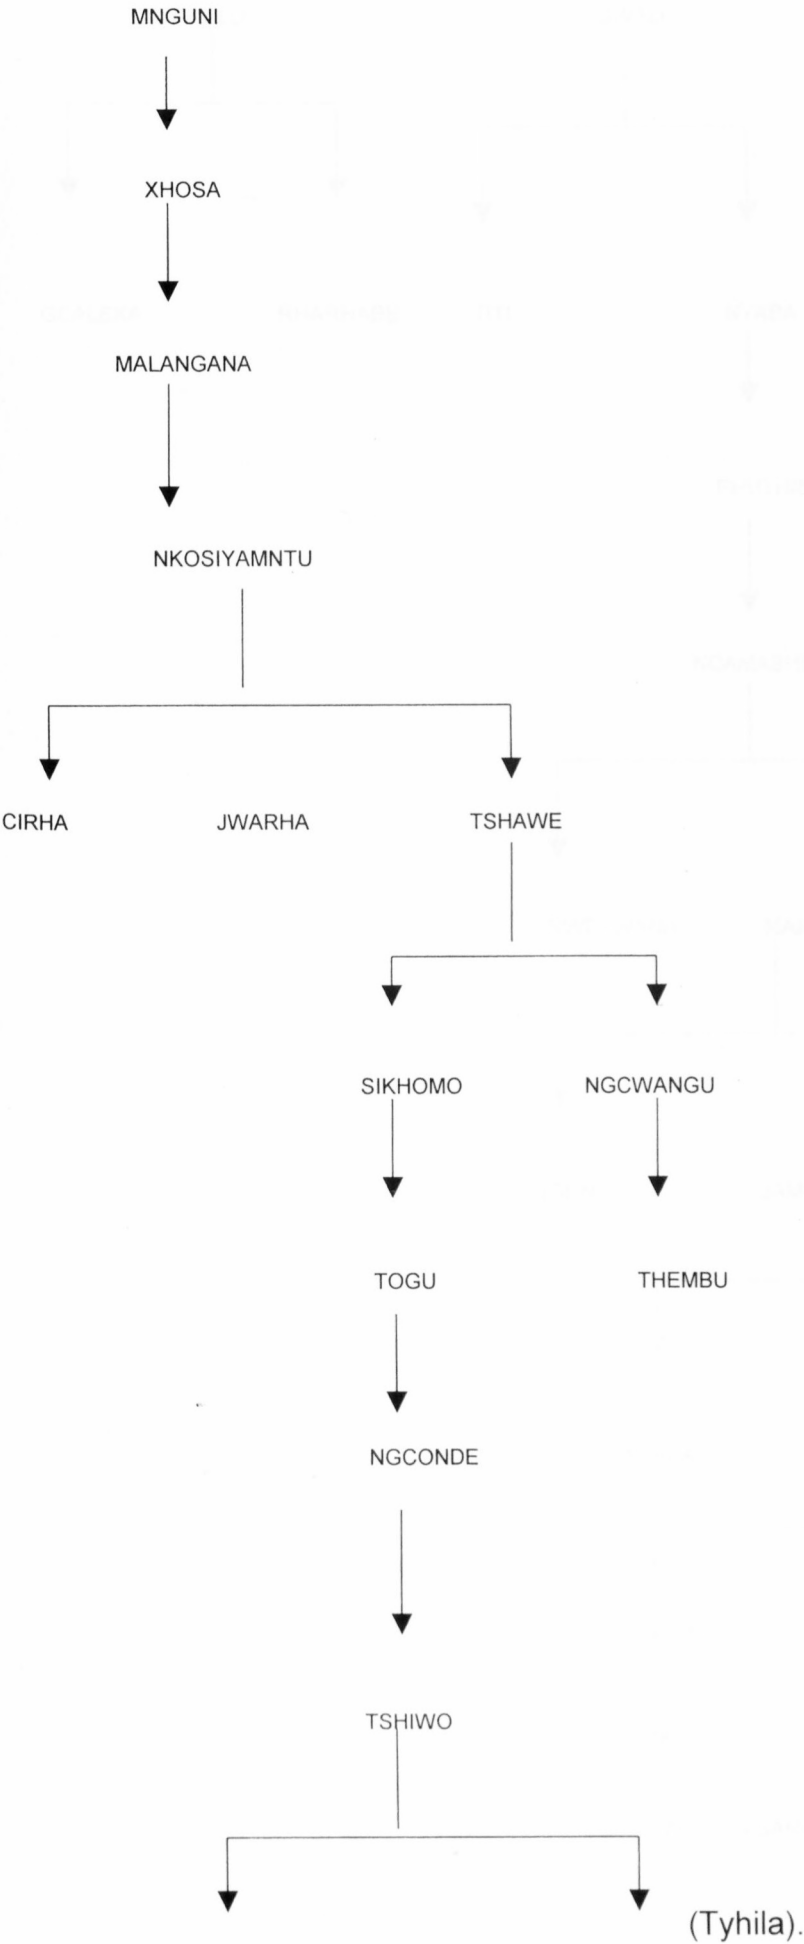 MNGUNI
XHOSA
MALANGANA
NKOSIYAMNTU
CIRHA JWARHA TSHAWE
SIKHOMO NGCWANGU
TOGU THEMBU
NGCONDE
TSHIWO
(Tyhila).